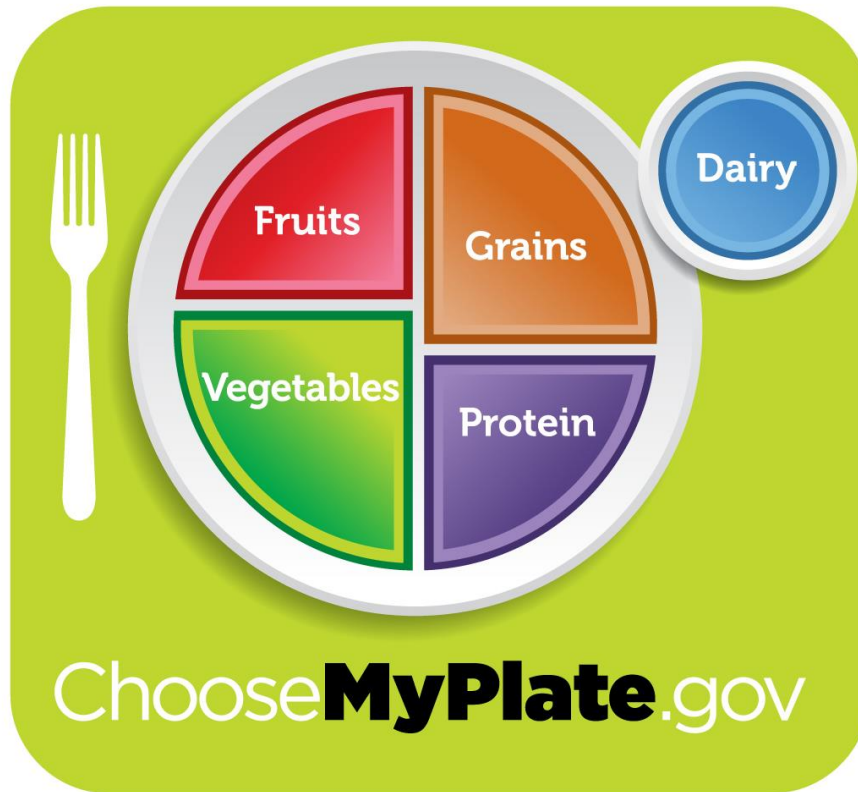 Fruits
Grains
Dairy
Vegetables
Protein
ChooseMyPlate.gov